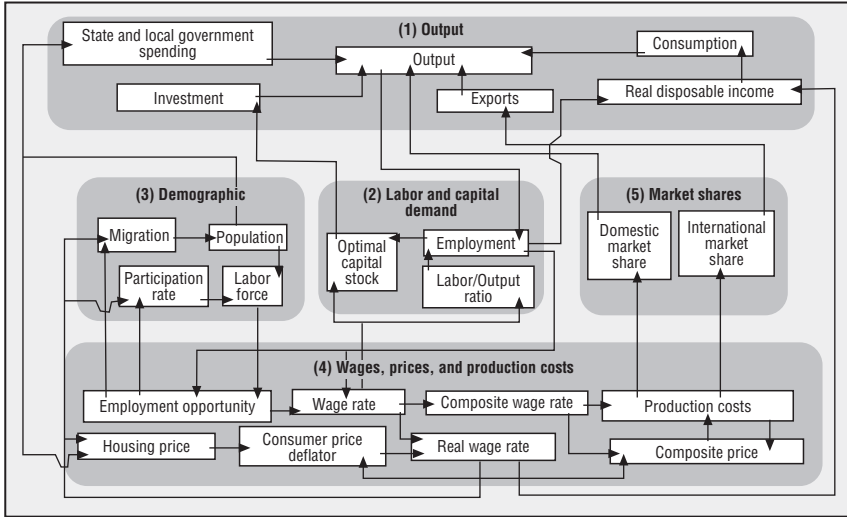 (1) Output
State and local government
spending
Output
Consumption
Investment
Exports
Real disposable income
(3) Demographic
Migration
Population
Participation
rate
Labor
force
(2) Labor and capital
demand
Optimal
capital
stock
Employment
Labor/Output
ratio
(5) Market shares
Domestic
market
share
International
market
share
(4) Wages, prices, and production costs
Employment opportunity
Wage rate
Composite wage rate
Production costs
Housing price
Consumer price
deflator
Real wage rate
Composite price